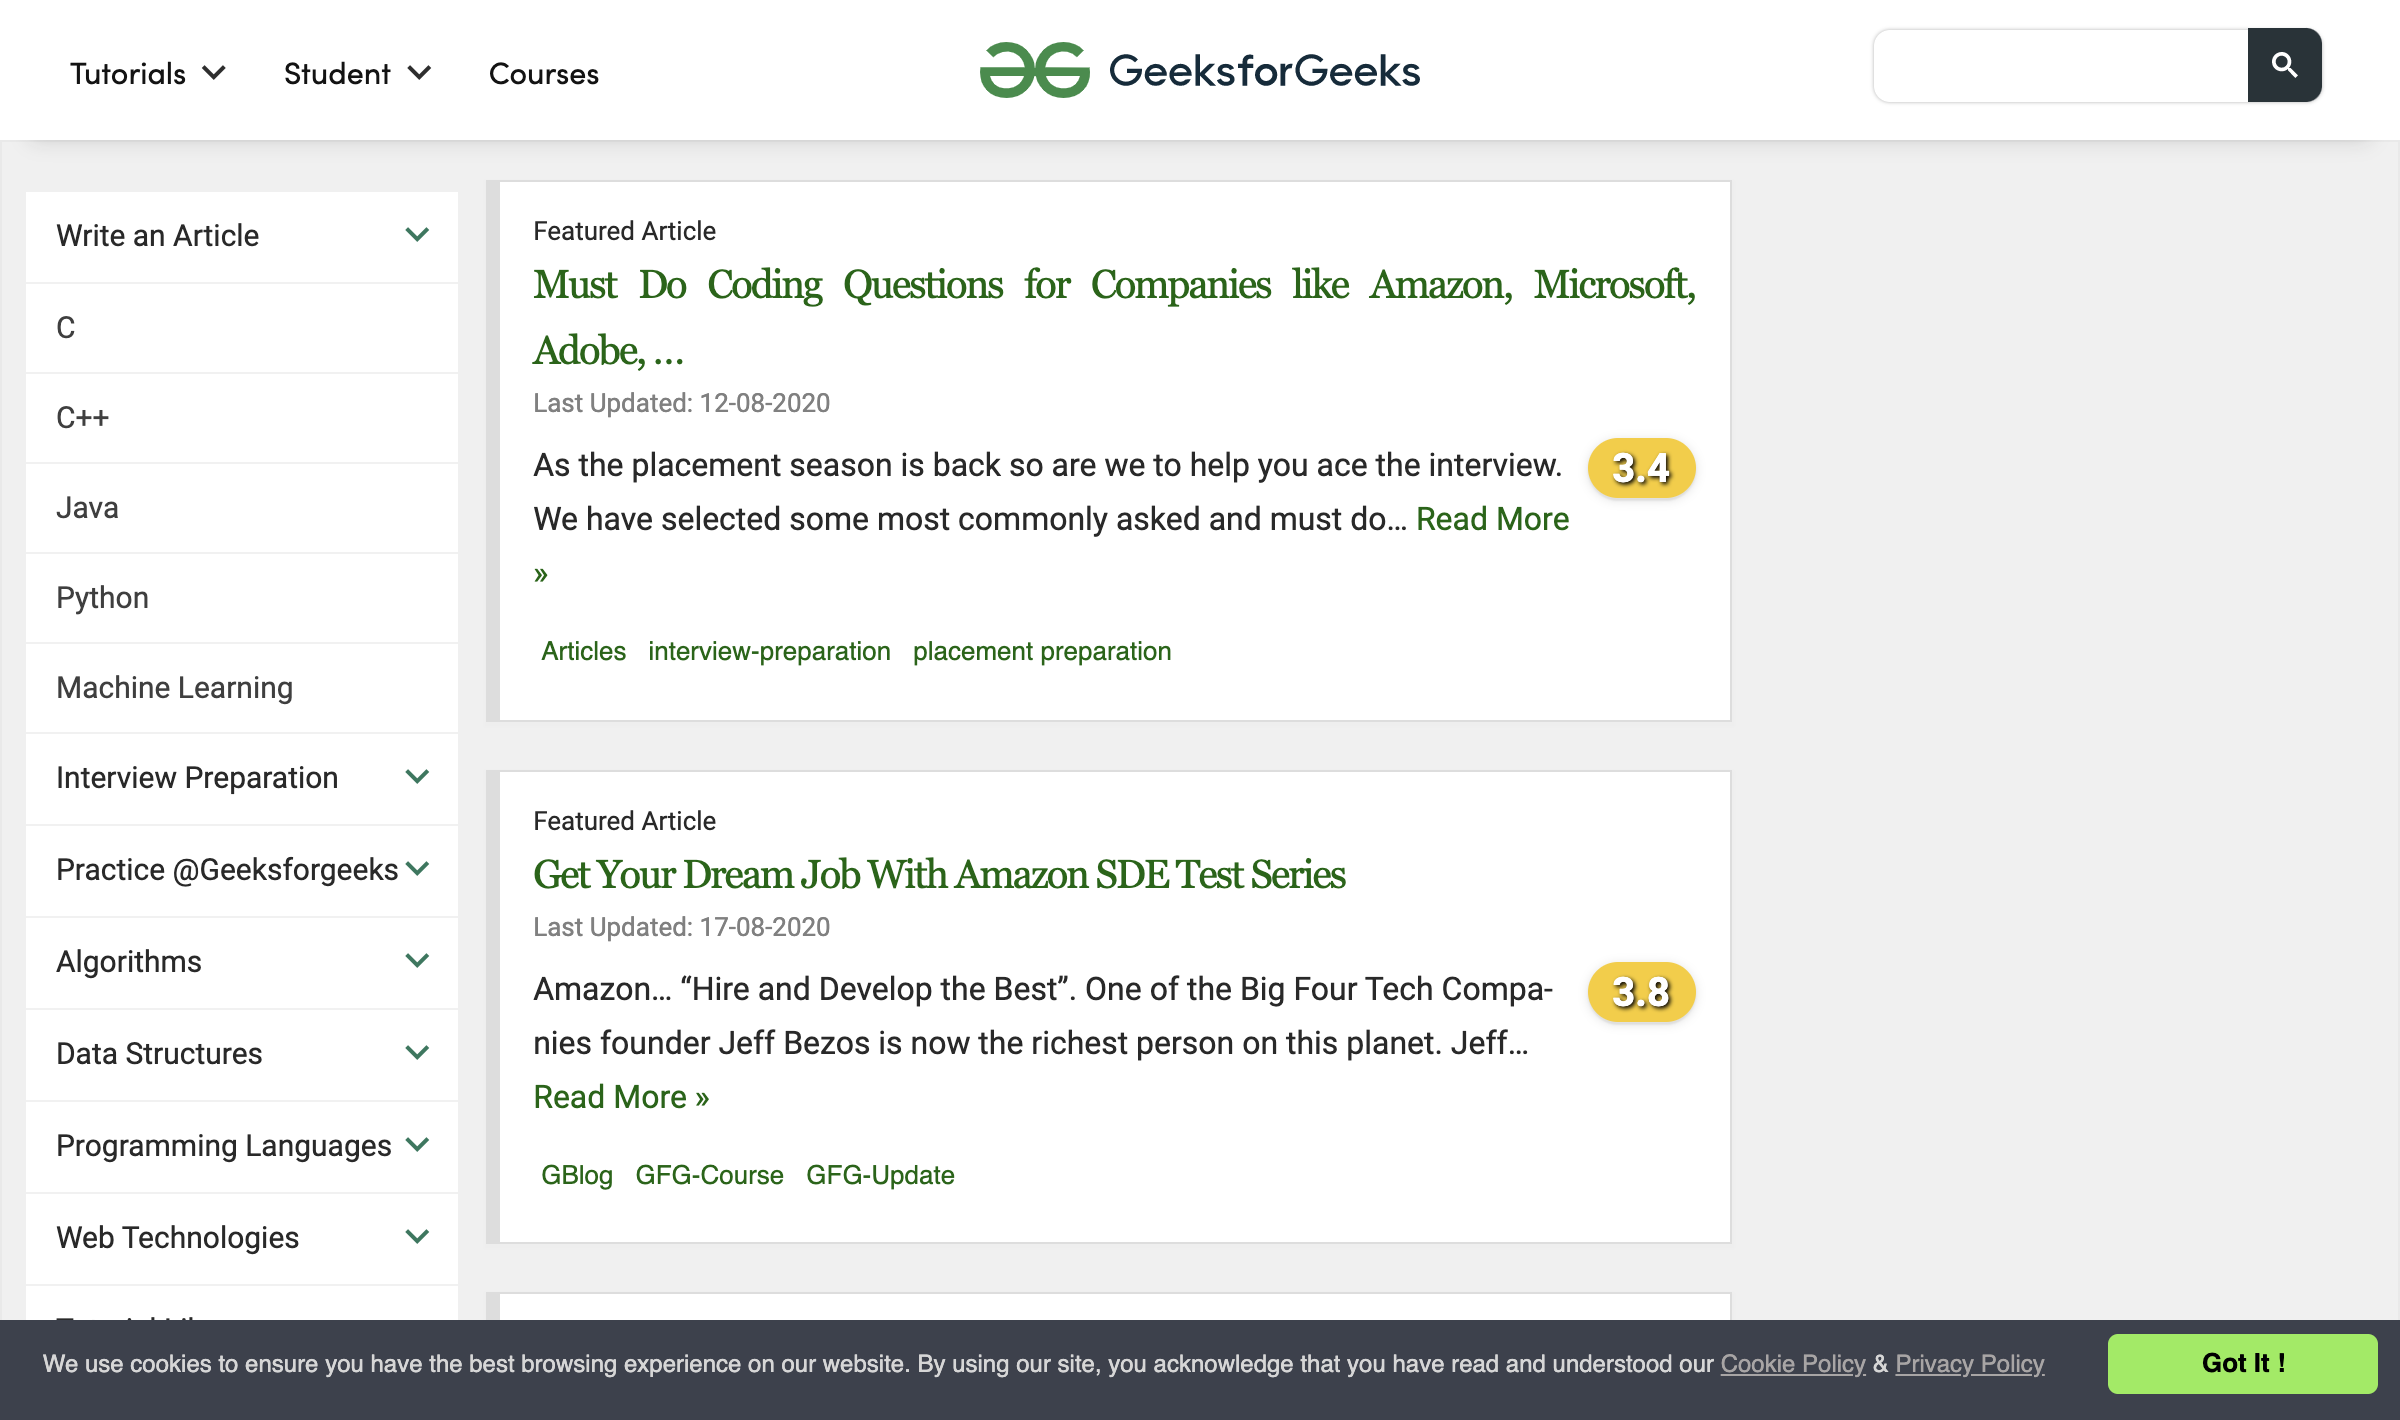 Tutorials
Student
Courses
GeeksforGeeks
Write an Article
C
C++
Java
Python
Machine Learning
Interview Preparation
Practice @Geeksforgeeks
Algorithms
Data Structures
Programming Languages
Web Technologies
Featured Article
Must Do Coding Questions for Companies like Amazon, Microsoft,
Adobe, …
Last Updated: 12-08-2020
As the placement season is back so are we to help you ace the interview.
We have selected some most commonly asked and must do… Read More
»
3.4
Articles interview-preparation placement preparation
Featured Article
Get Your Dream Job With Amazon SDE Test Series
Last Updated: 17-08-2020
Amazon… “Hire and Develop the Best”. One of the Big Four Tech Compa-
nies founder Jeff Bezos is now the richest person on this planet. Jeff…
Read More »
3.8
GBlog GFG-Course GFG-Update
We use cookies to ensure you have the best browsing experience on our website. By using our site, you acknowledge that you have read and understood our Cookie Policy & Privacy Policy
Got It !